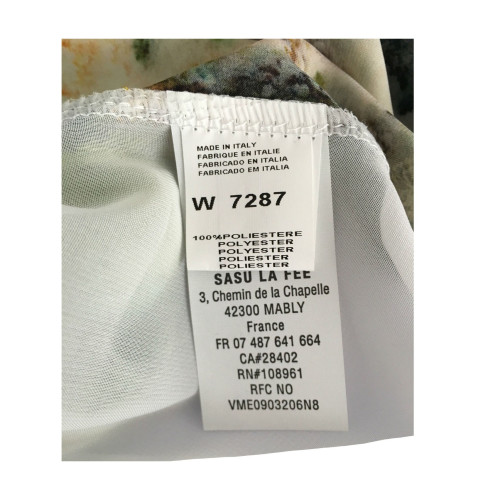 MADE IN ITALY
FABRIQUE EN ITALIE
FABRICADO EN ITALIA
FABRICADO EM ITALIA
W 7287
100%POLIESTERE
POLYESTER
POLYESTER
POLIESTER
POLIESTER
SASU LA FEE
3, Chemin de la Chapelle
42300 MABLY
France
FR 07 487 641 664
CA#28402
RN#108961
RFC NO
VME0903206N8